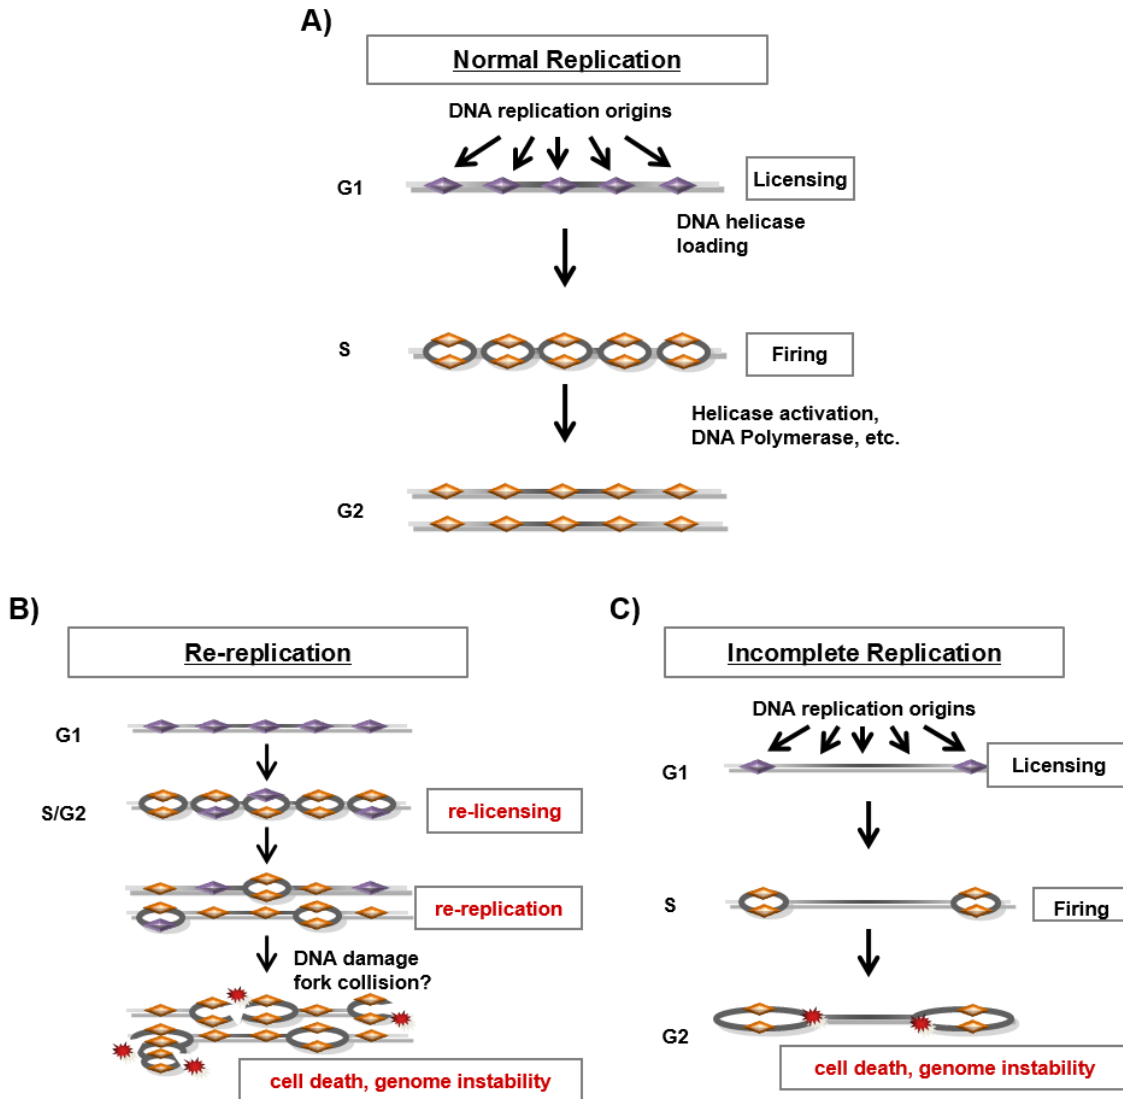 A)
Normal Replication
DNA replication origins
G1
Licensing
DNA helicase
loading
S
Firing
Helicase activation,
DNA Polymerase, etc.
G2
B)
Re-replication
G1
S/G2
re-licensing
re-replication
DNA damage
fork collision?
cell death, genome instability
C)
Incomplete Replication
DNA replication origins
G1
Licensing
S
Firing
G2
cell death, genome instability